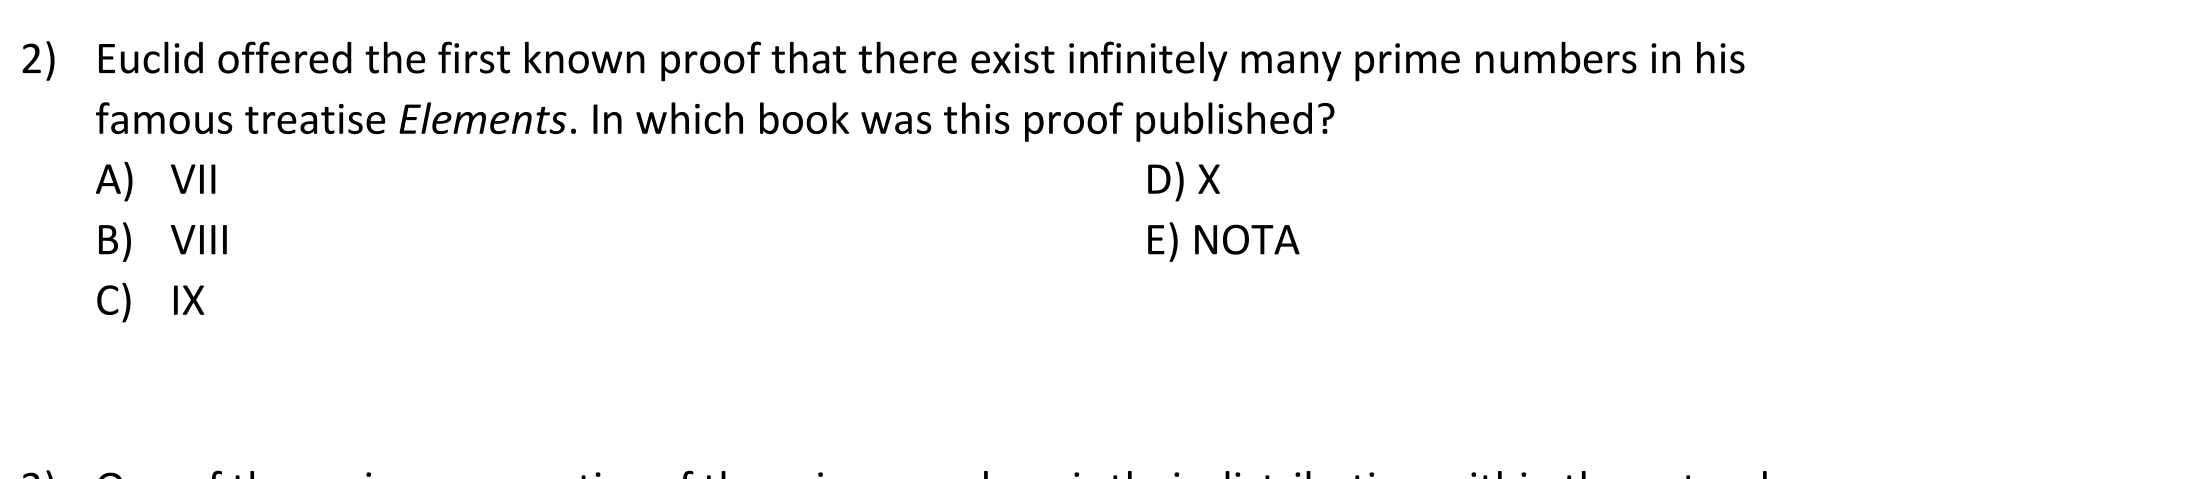 2) Euclid offered the first known proof that there exist infinitely many prime numbers in his
famous treatise Elements. In which book was this proof published?
A) VII
B) VIII
C) IX
D) X
E) NOTA